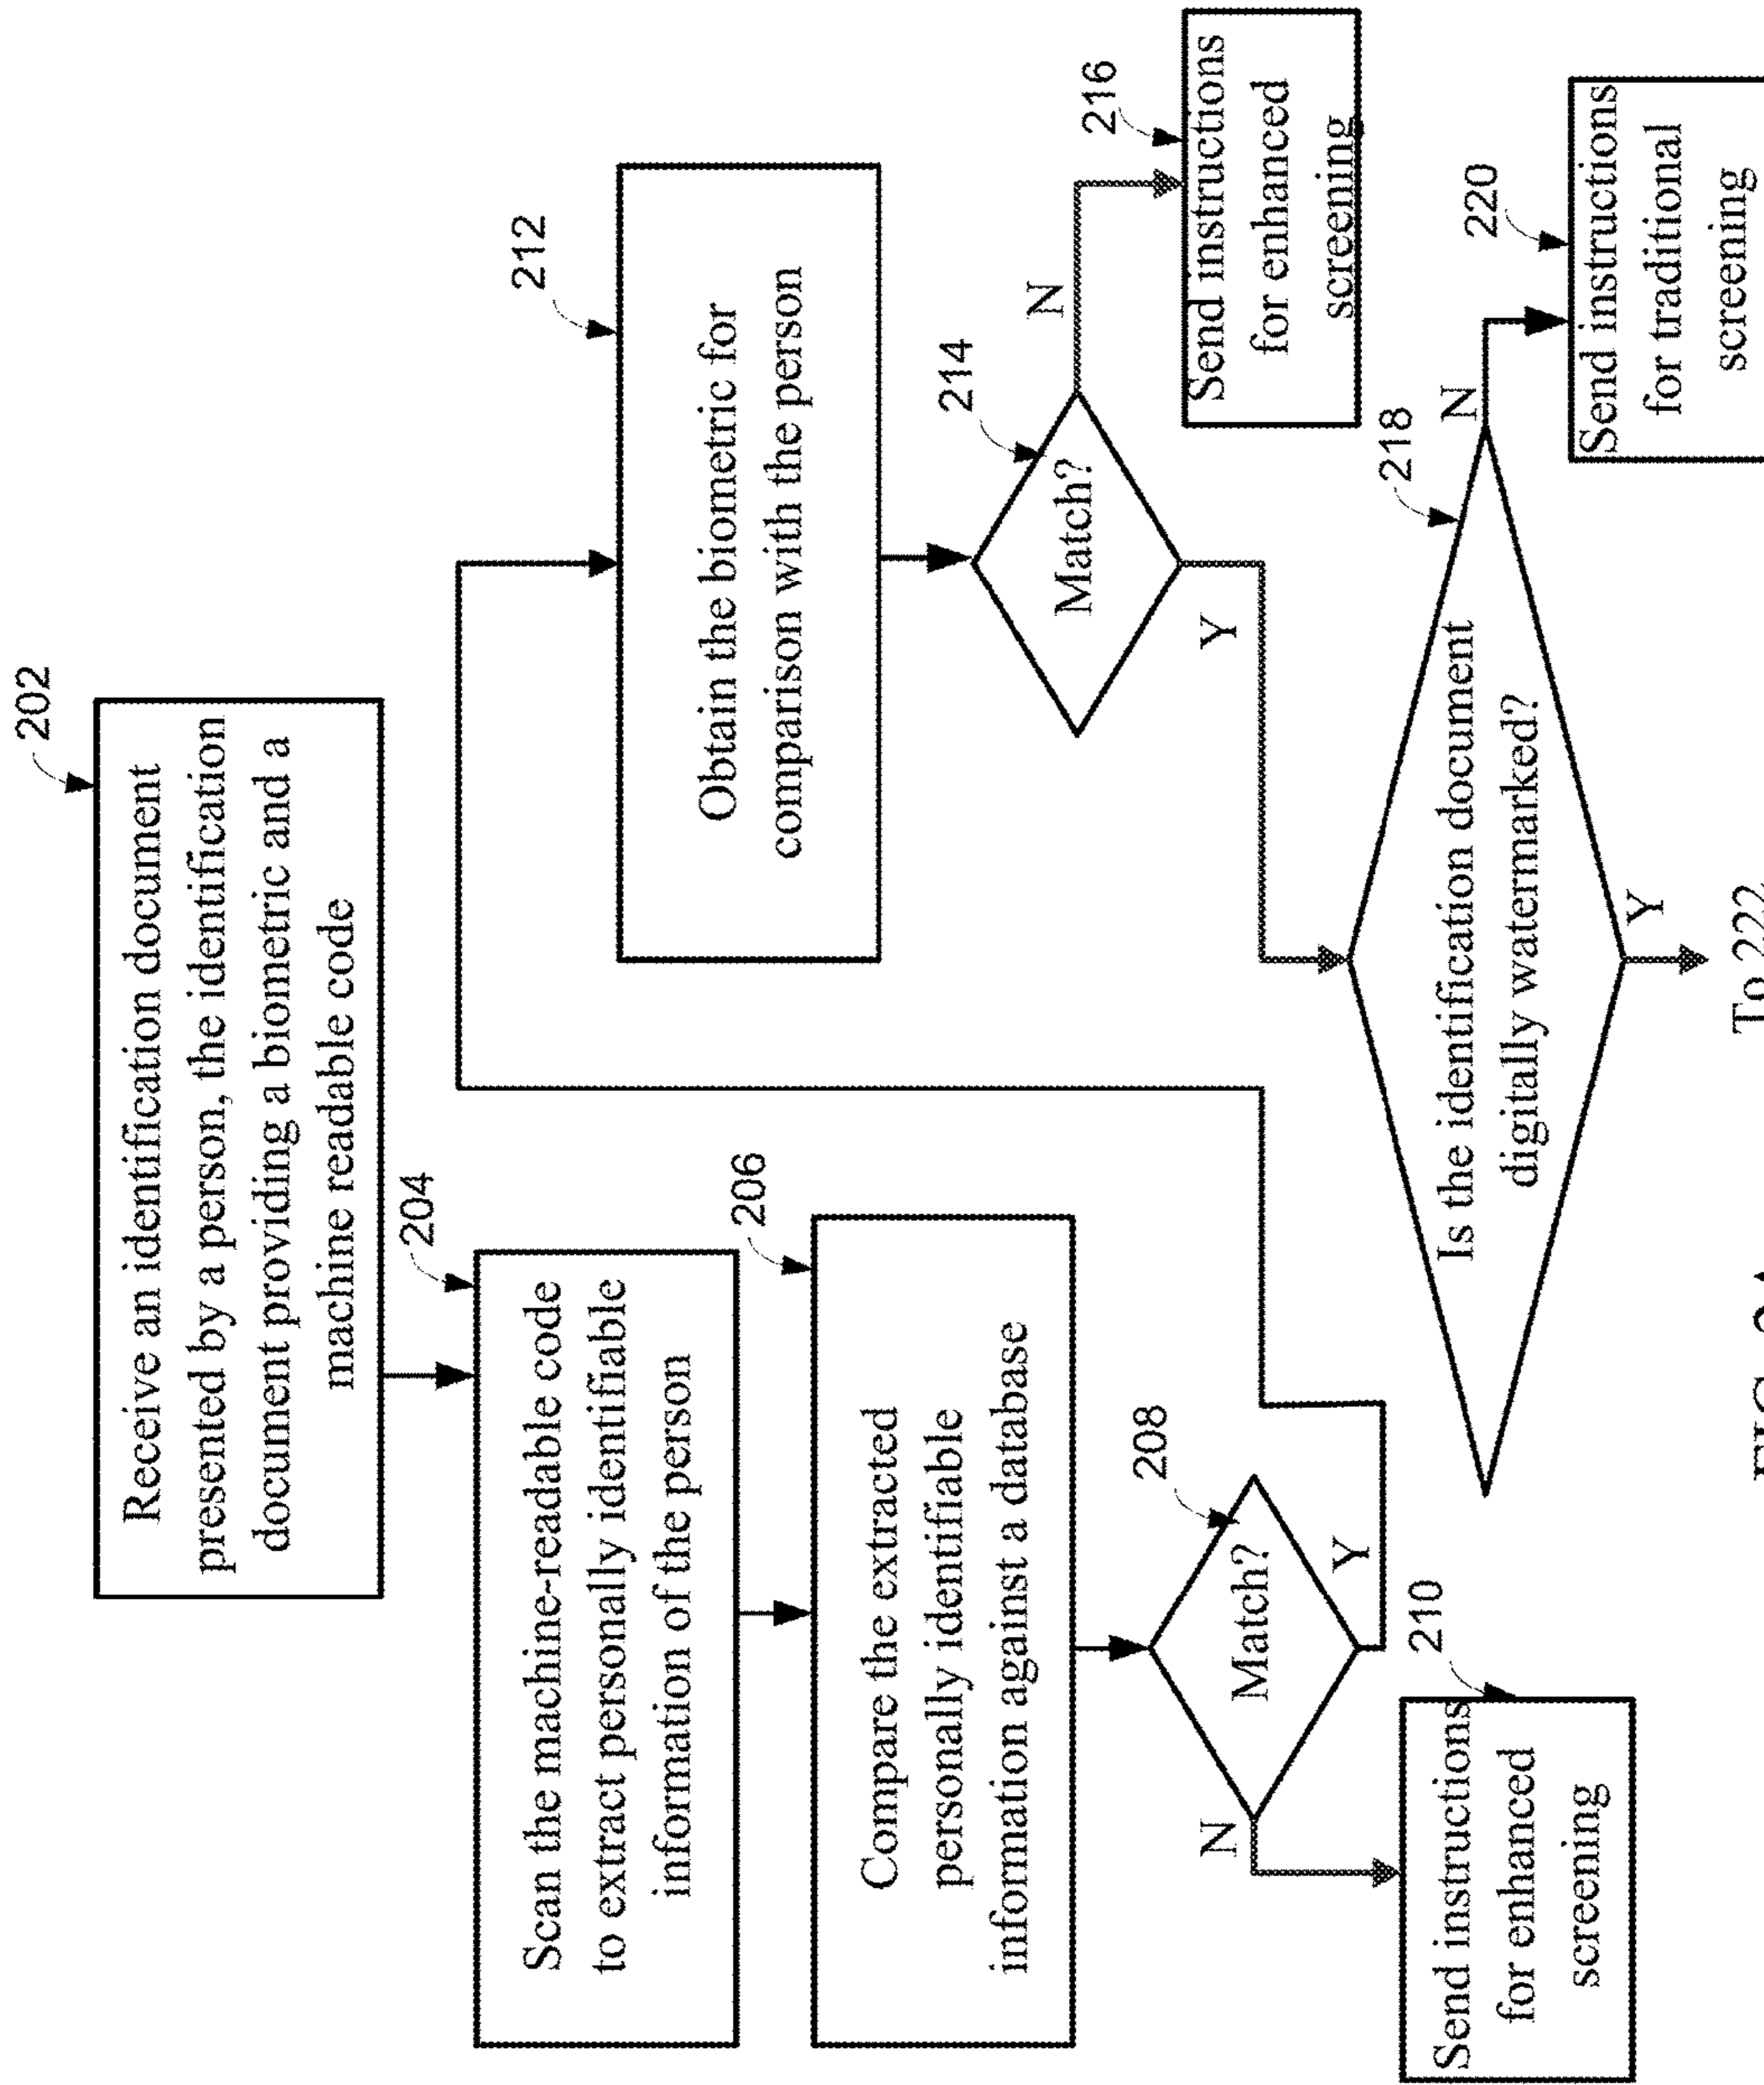 202
Receive an identification document
presented by a person, the identification
document providing a biometric and a
machine readable code
204
Scan the machine-readable code
to extract personally identifiable
information of the person
206
Compare the extracted
personally identifiable
information against a database
208
Match?
N
Y
210
Send instructions
for enhanced
screening
212
Obtain the biometric for
comparison with the person
214
Match?
N
Y
216
Send instructions
for enhanced
screening
218
Is the identification document
digitally watermarked?
N
Y
220
Send instructions
for traditional
screening
To 222